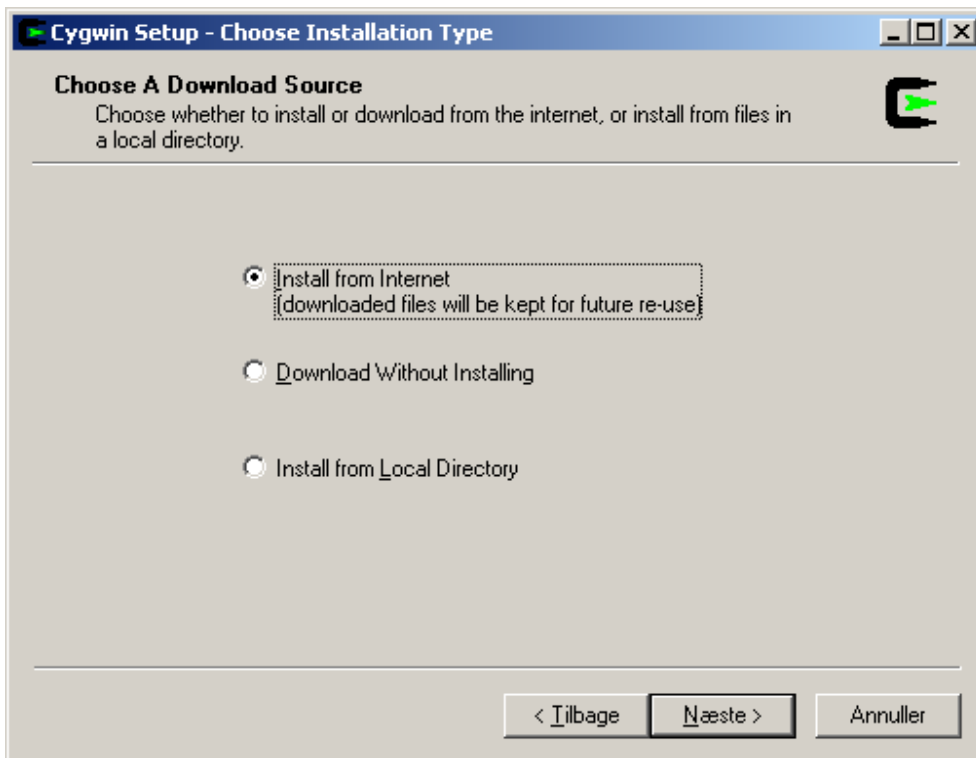 Cygwin Setup - Choose Installation Type
Choose A Download Source
Choose whether to install or download from the internet, or install from files in
a local directory.
Install from Internet
(downloaded files will be kept for future re-use)
Download Without Installing
Install from Local Directory
< Tilbage
Næste >
Annuller